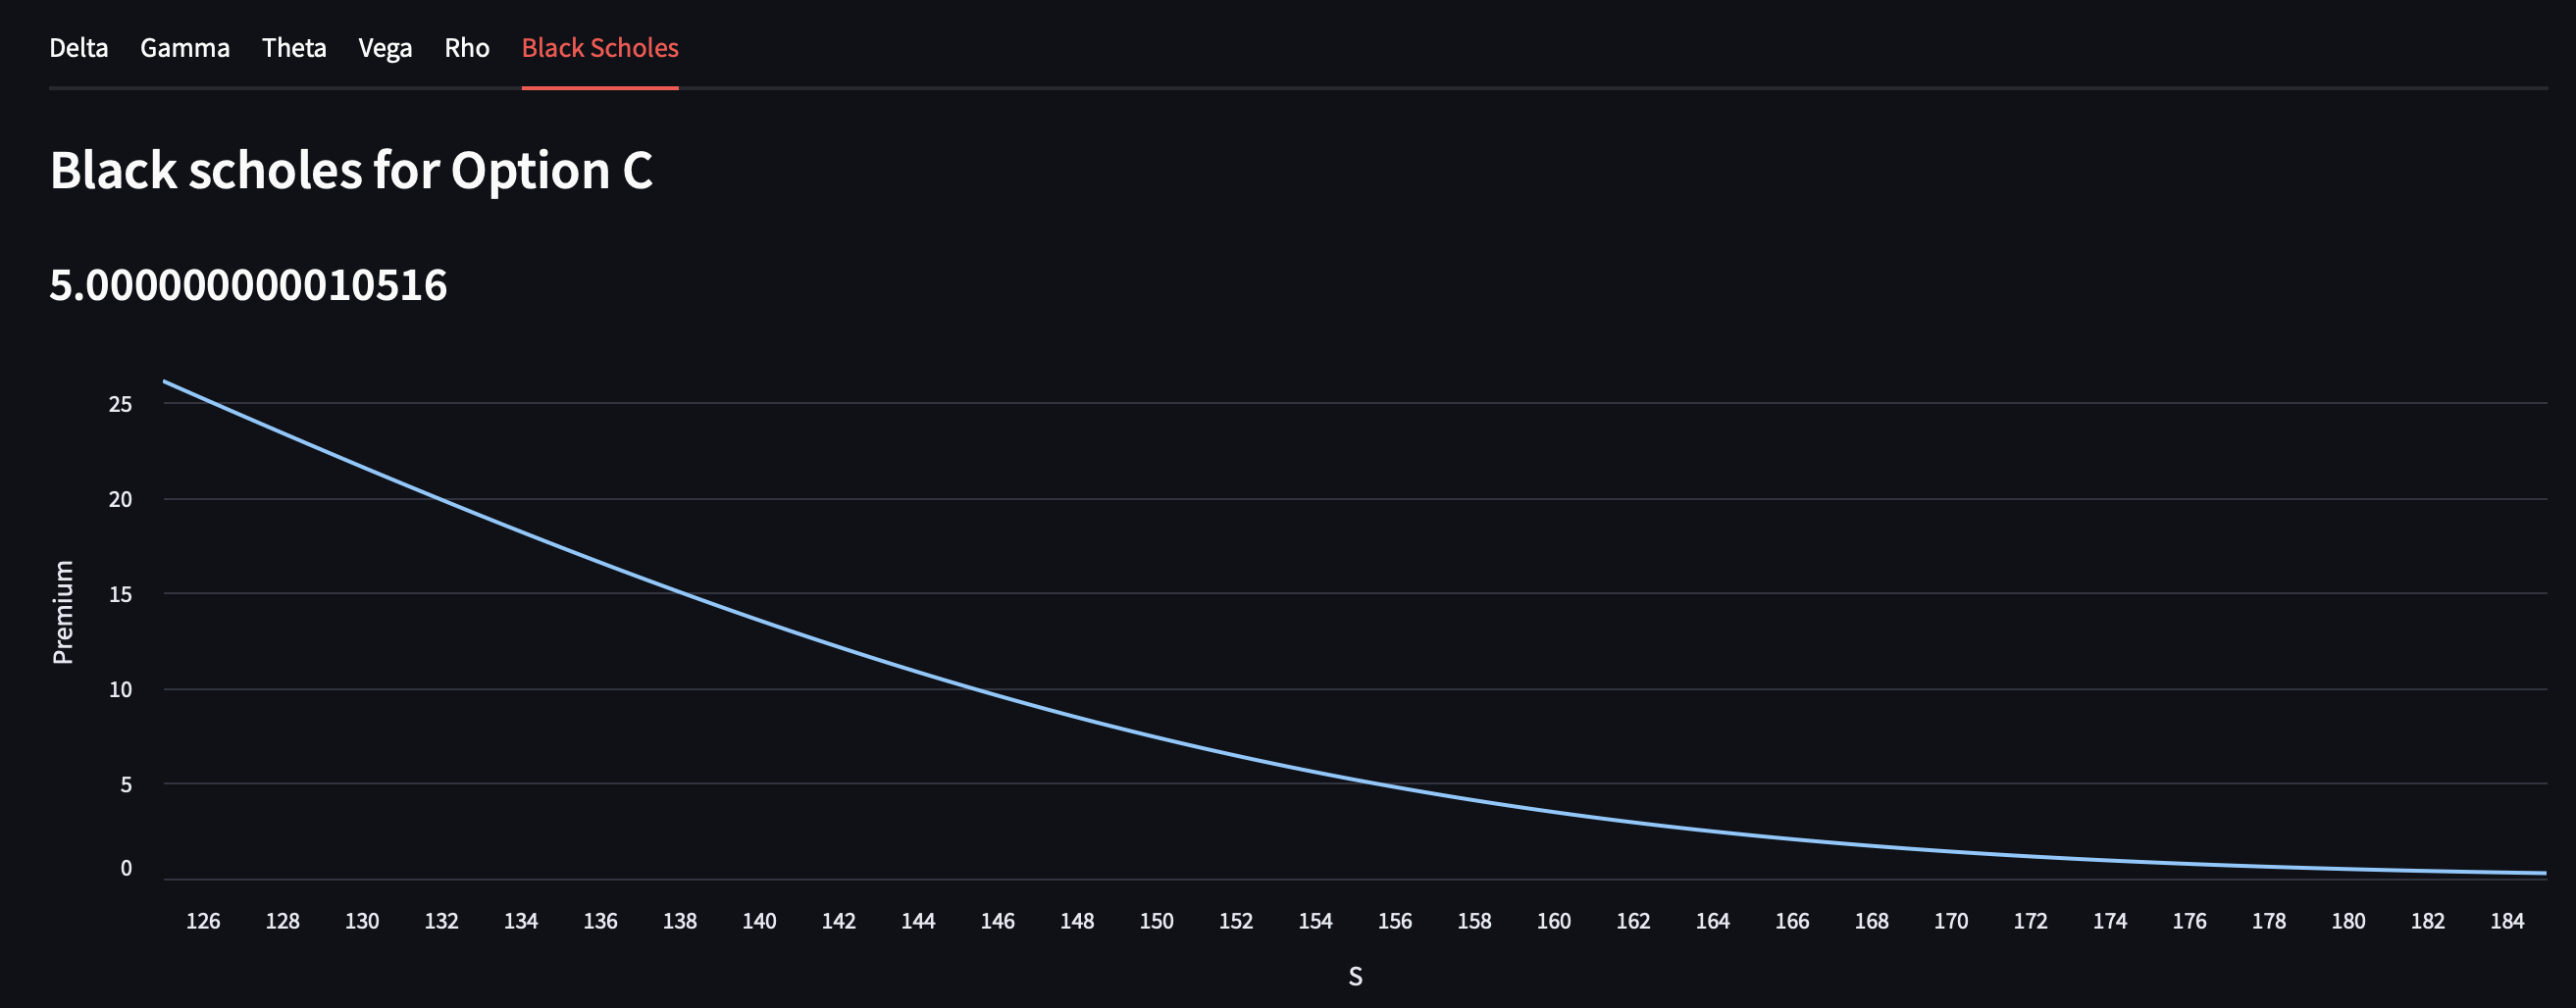 Delta Gamma Theta Vega Rho Black Scholes
Black scholes for Option C
5.000000000010516
Premium
25
20
15
10
5
0
126 128 130 132 134 136 138 140 142 144 146 148 150 152 154 156 158 160 162 164 166 168 170 172 174 176 178 180 182 184
S